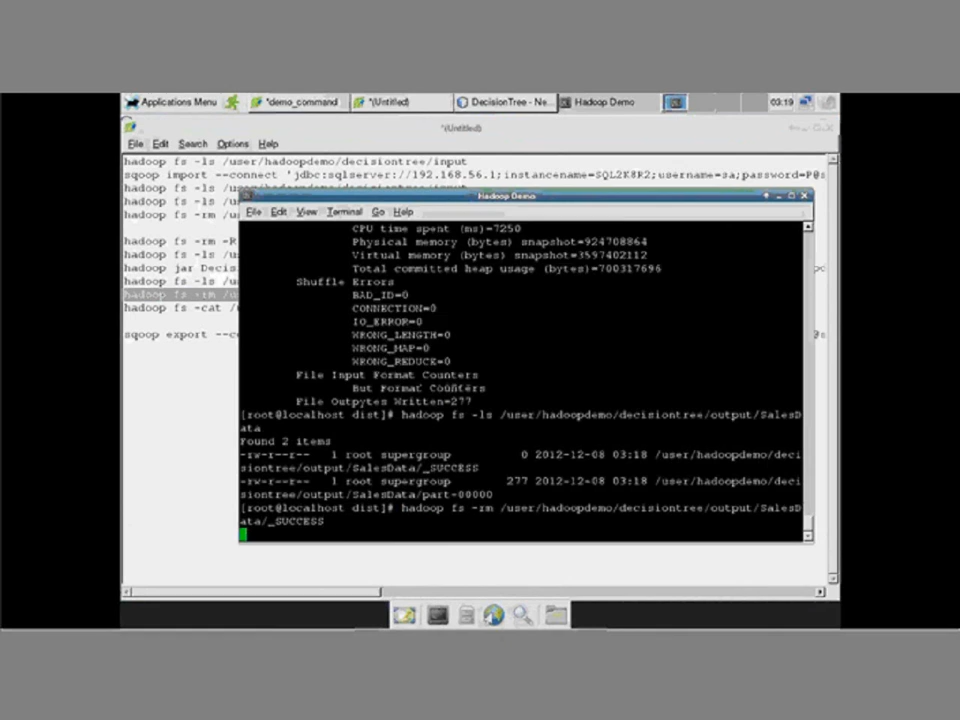 Applications Menu
*demo_command
*(Untitled)
DecisionTree - Ne...
Hadoop Demo
03:19
*(Untitled)
File Edit Search Options Help
hadoop fs -ls /user/hadoopdemo/decisiontree/input
sqoop import --connect 'jdbc:sqlserver://192.168.56.1;instancename=SQL2K8R2;username=sa;password=P@s
hadoop fs -ls
hadoop fs -ls /u
hadoop fs -rm /u
hadoop fs -rm -R
hadoop fs -ls /u
hadoop jar Decis
hadoop fs -ls /u
hadoop fs -rm /u
hadoop fs -cat /
sqoop export --c
Hadoop Demo
File Edit View Terminal Go Help
CPU time spent (ms)=7250
Physical memory (bytes) snapshot=924708864
Virtual memory (bytes) snapshot=3597402112
Total committed heap usage (bytes)=700317696
Shuffle Errors
BAD_ID=0
CONNECTION=0
IO_ERROR=0
WRONG_LENGTH=0
WRONG_MAP=0
WRONG_REDUCE=0
File Input Format Counters
But Format Counters
File Outpytes Written=277
[root@localhost dist]# hadoop fs -ls /user/hadoopdemo/decisiontree/output/SalesD
ata
Found 2 items
-rw-r--r-- 1 root supergroup 0 2012-12-08 03:18 /user/hadoopdemo/deci
siontree/output/SalesData/_SUCCESS
-rw-r--r-- 1 root supergroup 277 2012-12-08 03:18 /user/hadoopdemo/deci
siontree/output/SalesData/part-00000
[root@localhost dist]# hadoop fs -rm /user/hadoopdemo/decisiontree/output/SalesD
ata/_SUCCESS